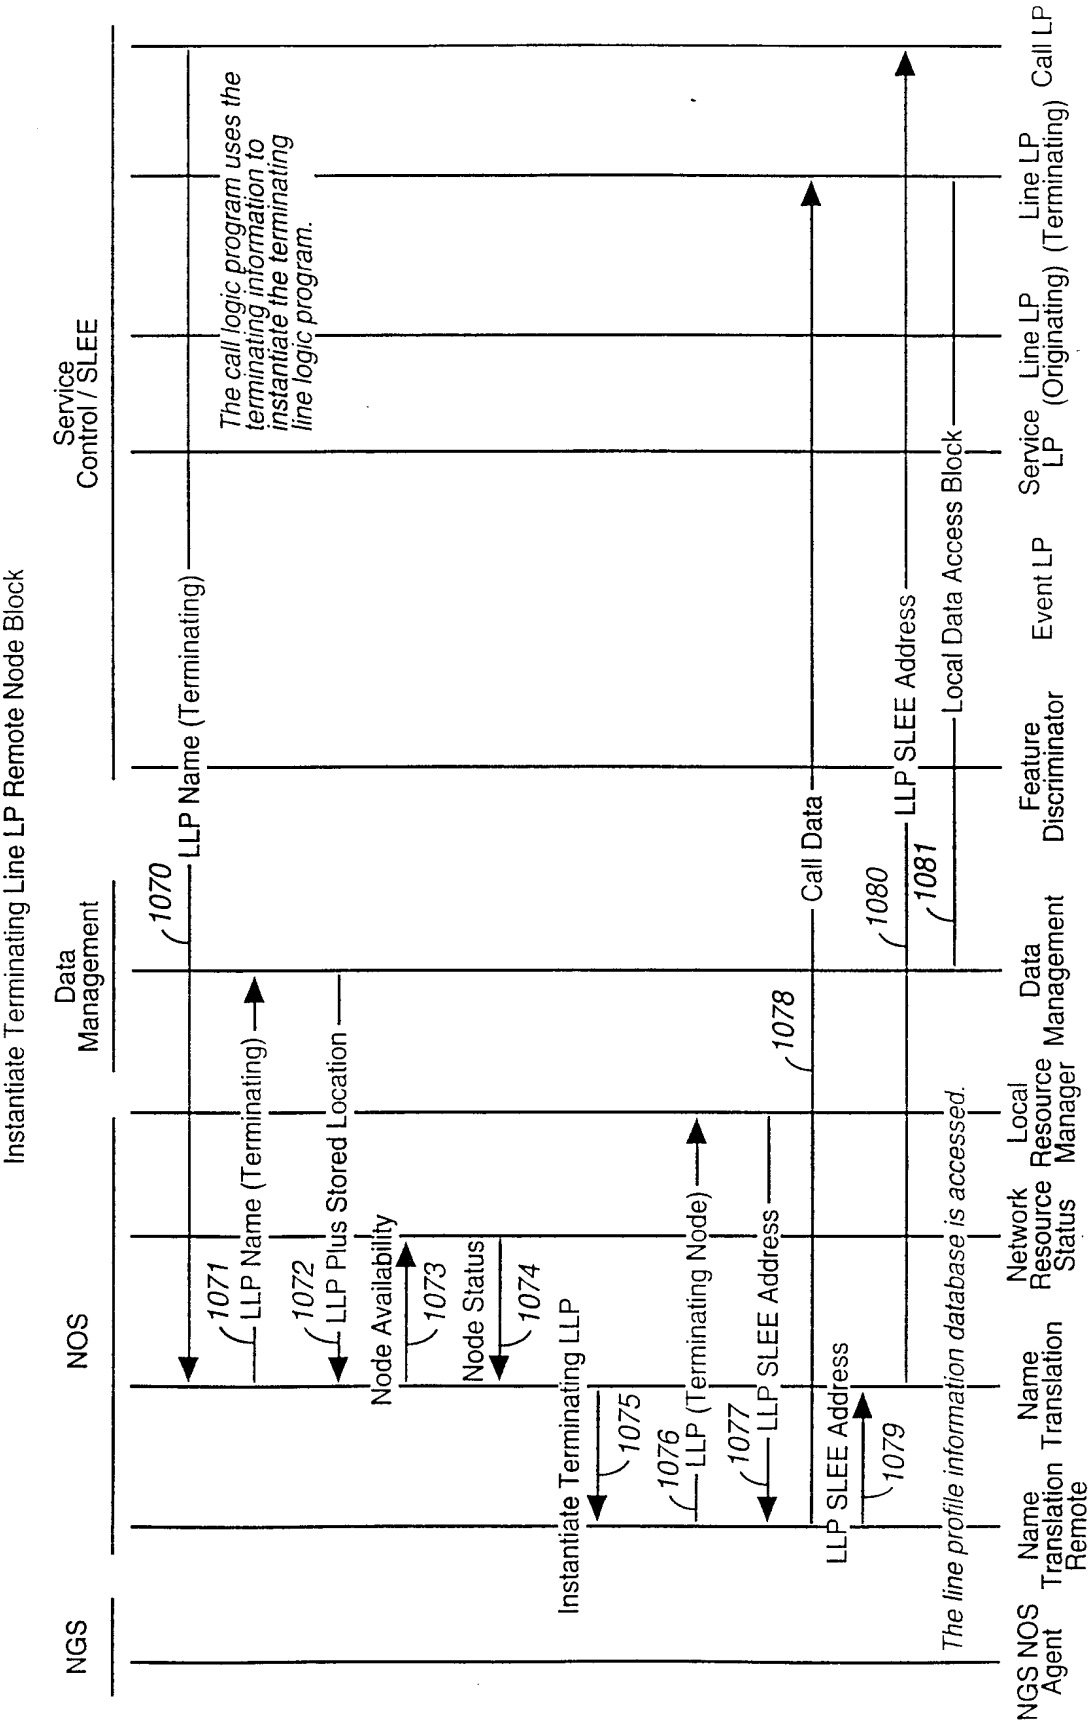 Instantiate Terminating Line LP Remote Node Block
NGS
NOS
Data
Management
Service
Control / SLEE
1070
LLP Name (Terminating)
The call logic program uses the
terminating information to
instantiate the terminating
line logic program.
1071
LLP Name (Terminating)
1072
LLP Plus Stored Location
Node Availability
1073
Node Status
1074
Instantiate Terminating LLP
1075
1076
LLP (Terminating Node)
1077
LLP SLEE Address
1078
Call Data
LLP SLEE Address
1079
1080
LLP SLEE Address
1081
Local Data Access Block
The line profile information database is accessed.
NGS NOS
Agent
Name
Translation
Remote
Name
Translation
Network
Resource
Status
Local
Resource
Manager
Data
Management
Feature
Discriminator
Event LP
Service
LP
Line LP
(Originating)
Line LP
(Terminating)
Call LP